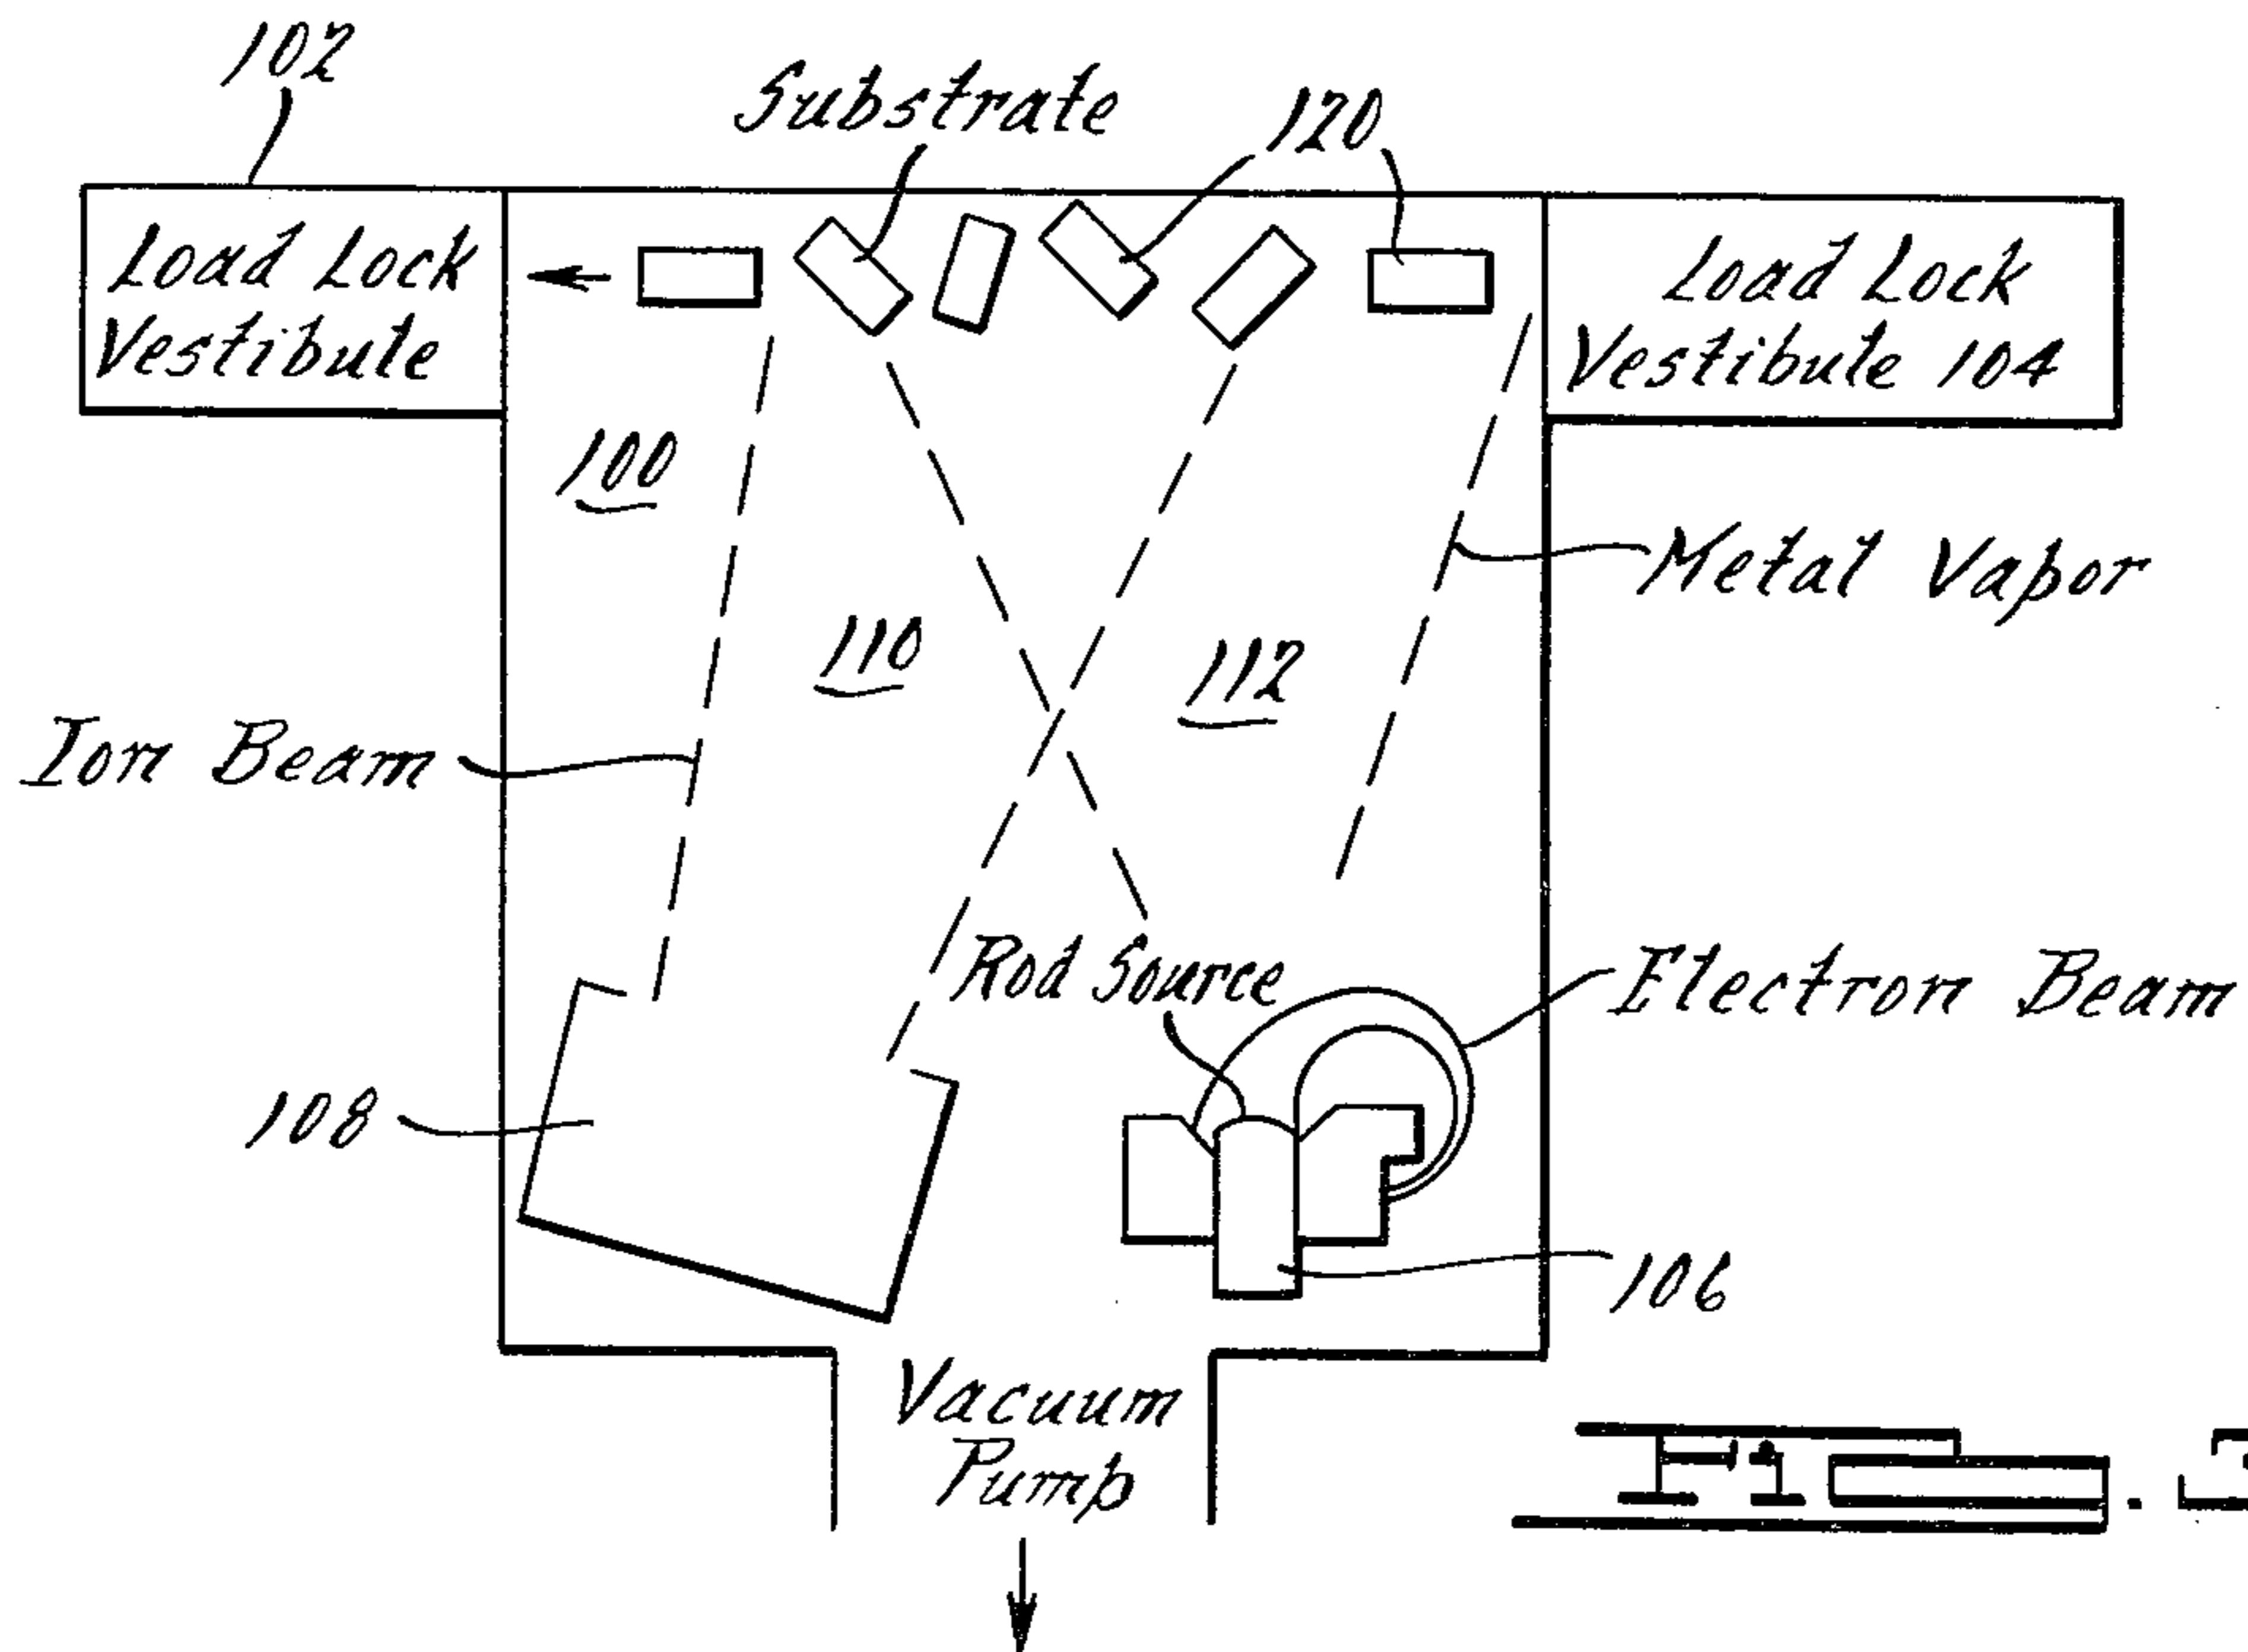 102
Substrate
120
Load Lock
Vestibule
Load Lock
Vestibule 104
100
Metal Vapor
110
112
Ion Beam
Rod Source
Electron Beam
108
106
Vacuum
Pump